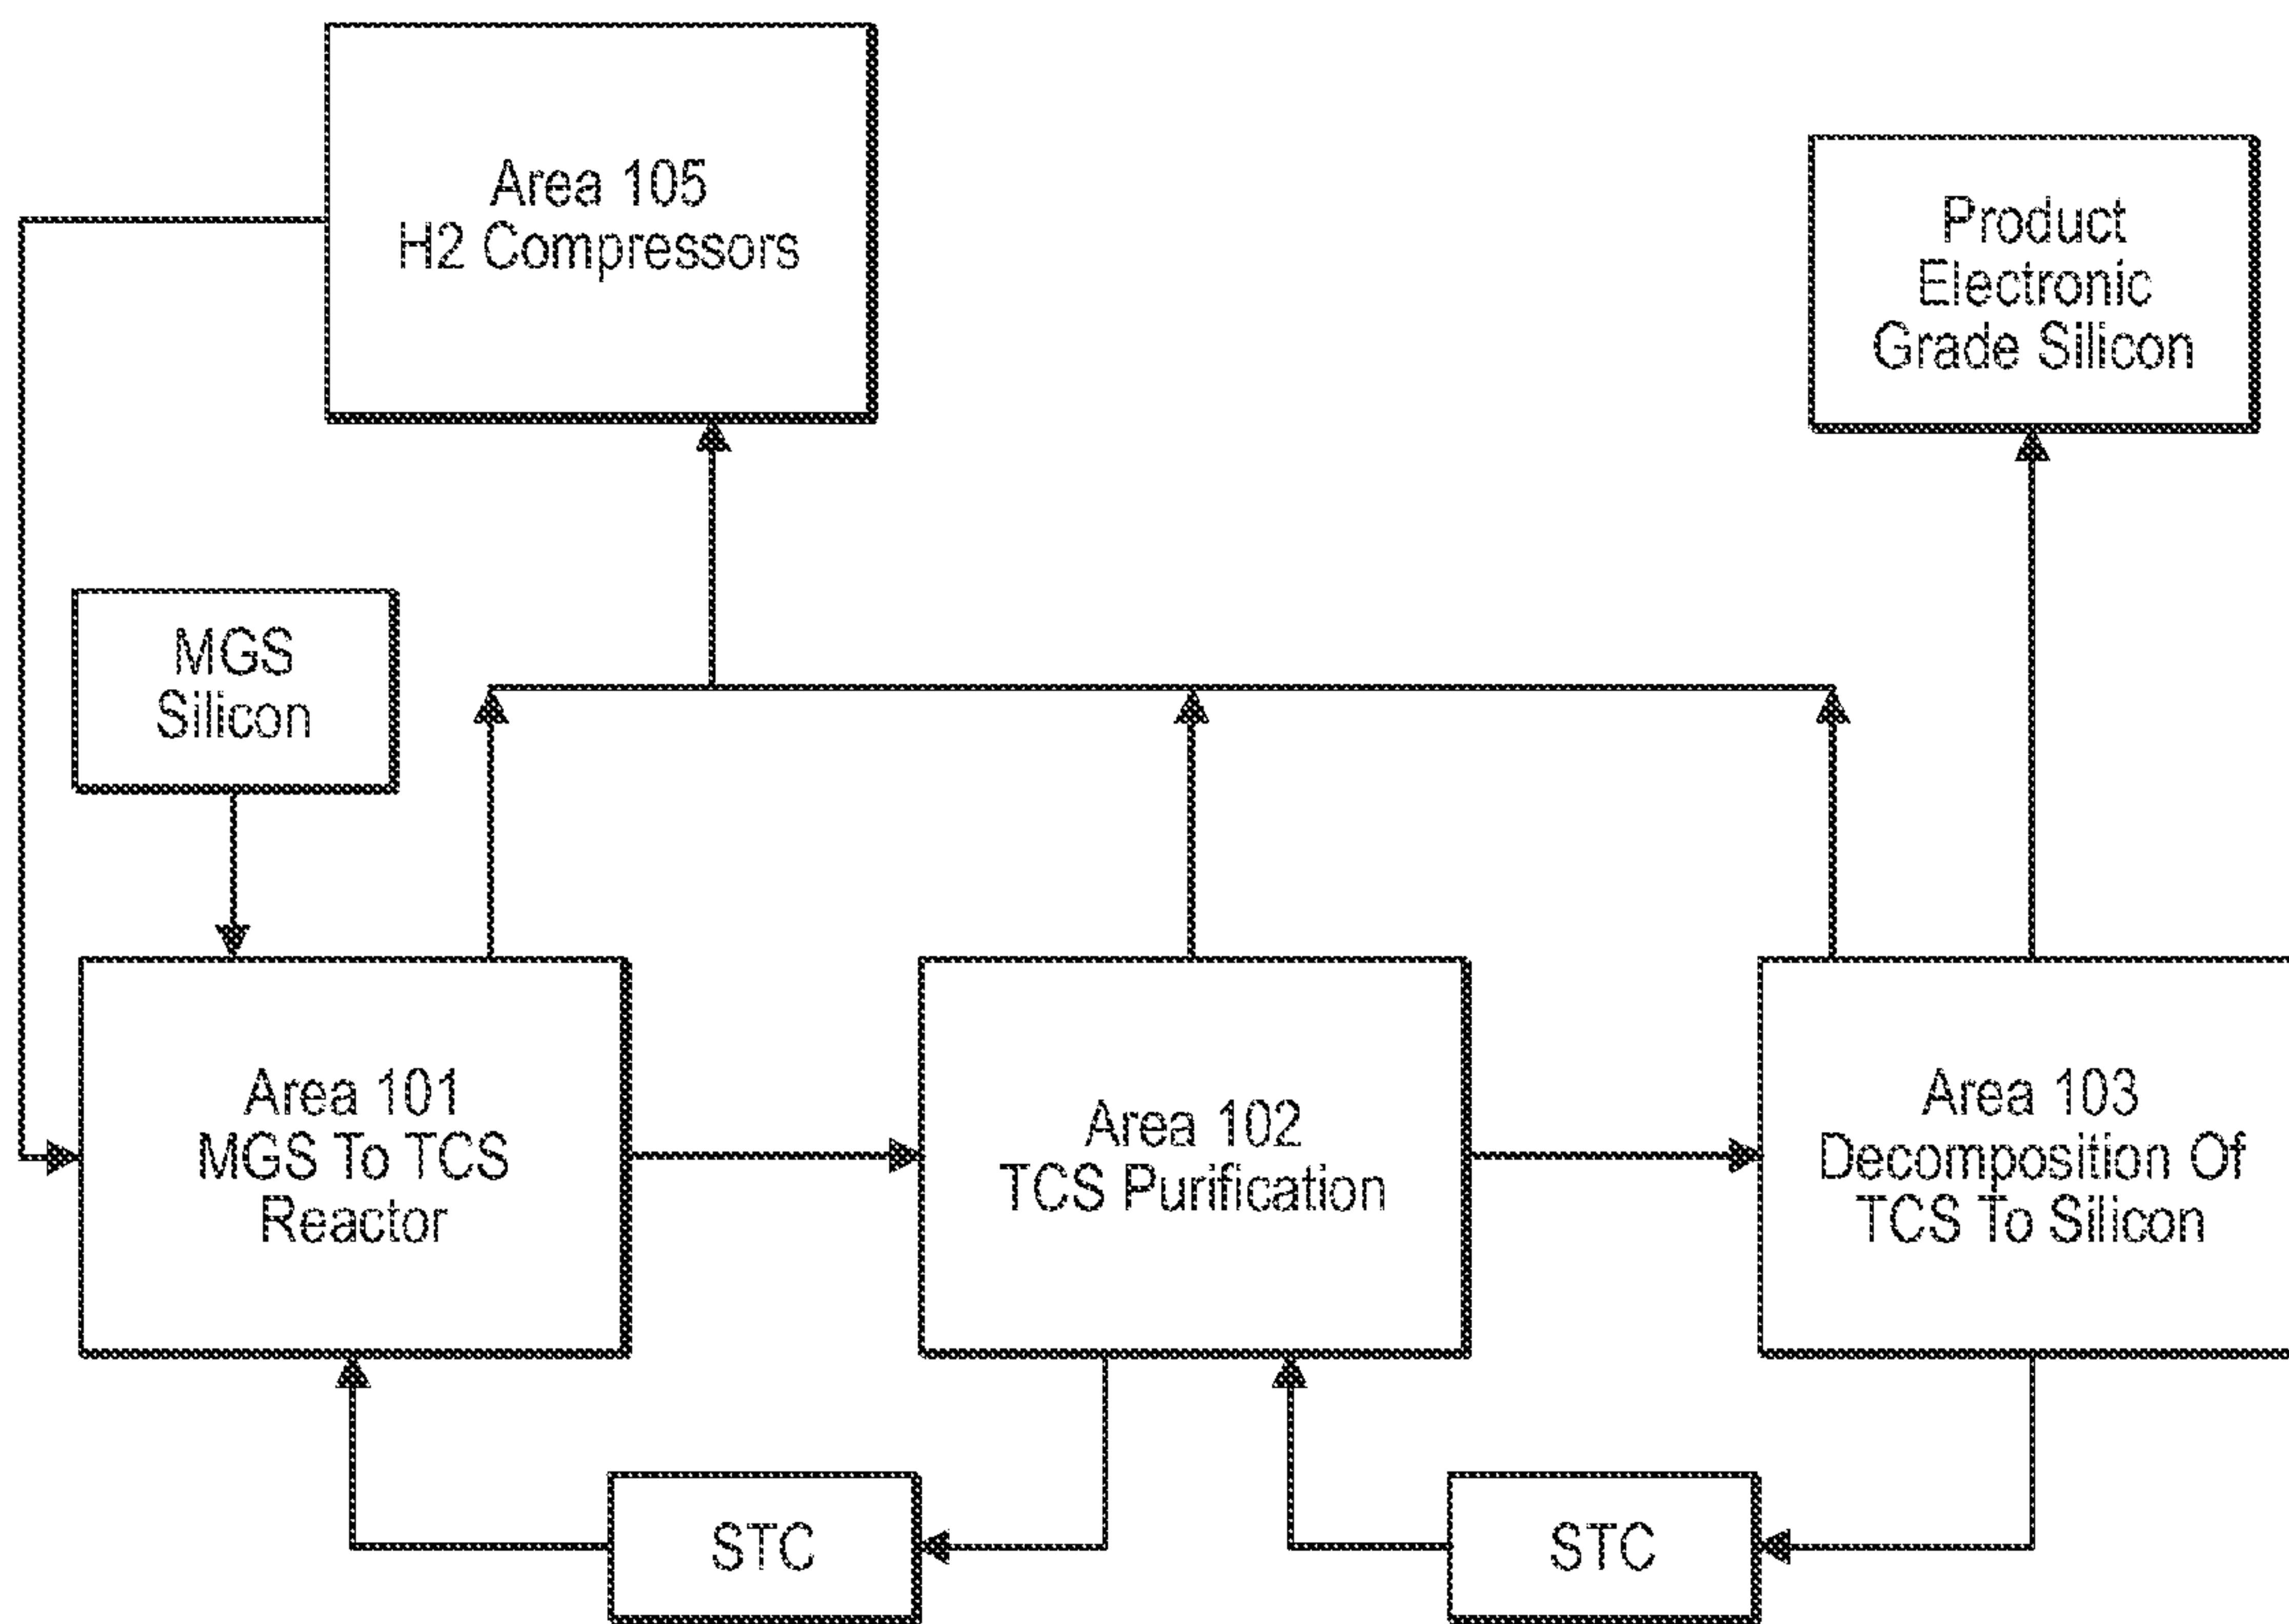 Area 105
H2 Compressors
Product
Electronic
Grade Silicon
MGS
Silicon
Area 101
MGS To TCS
Reactor
Area 102
TCS Purification
Area 103
Decomposition Of
TCS To Silicon
STC
STC